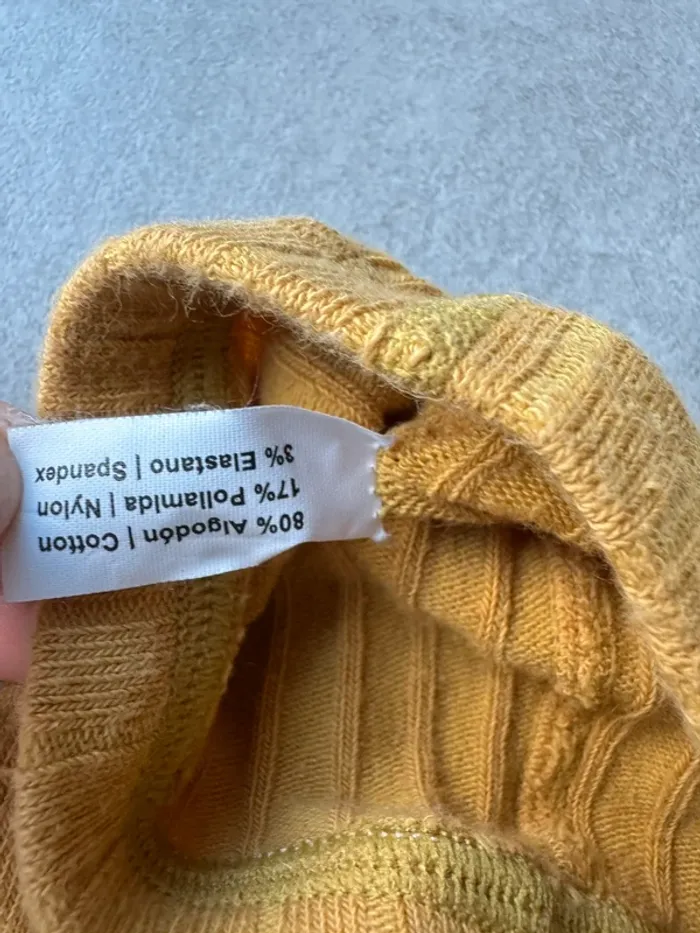 80% Algodón | Cotton
17% Poliamida | Nylon
3% Elastano | Spandex